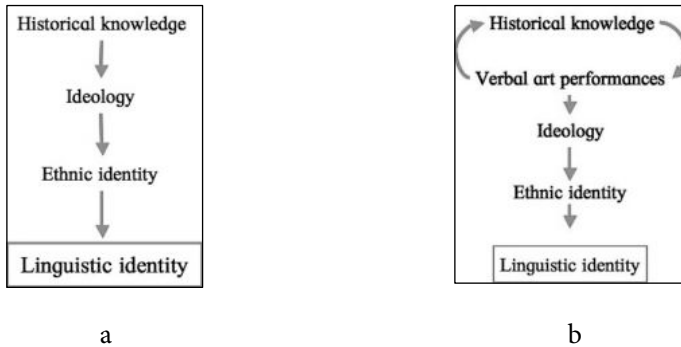 Historical knowledge
Ideology
Ethnic identity
Linguistic identity
a
Historical knowledge
Verbal art performances
Ideology
Ethnic identity
Linguistic identity
b